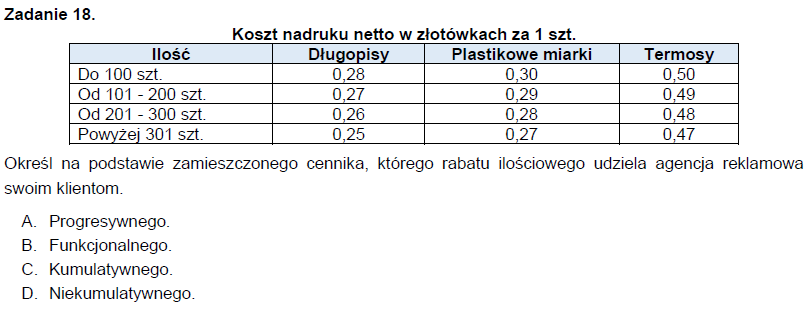 Zadanie 18.
Koszt nadruku netto w złotówkach za 1 szt.
Ilość Długopisy Plastikowe miarki Termosy
Do 100 szt. 0,28 0,30 0,50
Od 101 - 200 szt. 0,27 0,29 0,49
Od 201 - 300 szt. 0,26 0,28 0,48
Powyżej 301 szt. 0,25 0,27 0,47
Określ na podstawie zamieszczonego cennika, którego rabatu ilościowego udziela agencja reklamowa
swoim klientom.
A. Progresywnego.
B. Funkcjonalnego.
C. Kumulatywnego.
D. Niekumulatywnego.